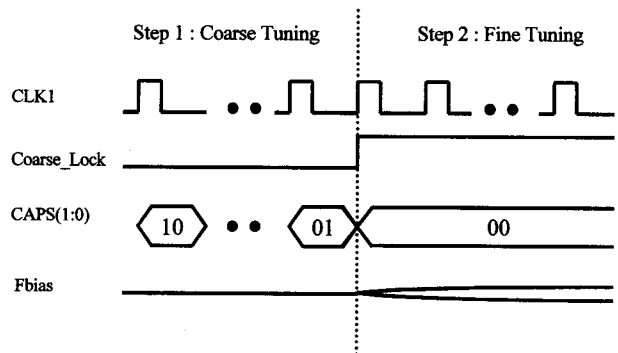 Step 1 : Coarse Tuning
Step 2 : Fine Tuning
CLK1
Coarse_Lock
CAPS(1:0)
10
01
00
Fbias